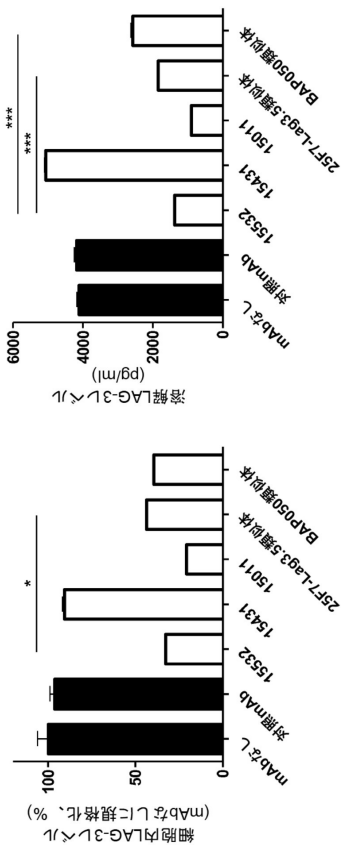 細胞内LAG-3レベル
(mAbなしに規格化、%)
100
50
0
*
mAbなし
対照mAb
15532
15431
15011
25F7-Lag3.5類似体
BAP050類似体
溶解LAG-3レベル
(pg/ml)
6000
4000
2000
0
***
***
mAbなし
対照mAb
15532
15431
15011
25F7-Lag3.5類似体
BAP050類似体